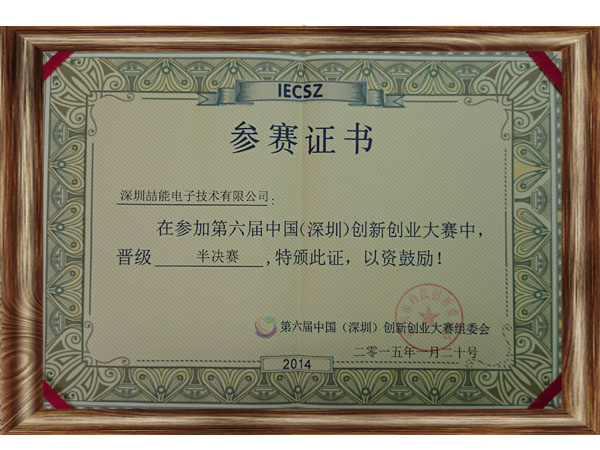 IECSZ
参赛证书
深圳喆能电子技术有限公司:
在参加第六届中国(深圳)创新创业大赛中,
晋级 半决赛 ,特颁此证,以资鼓励!
第六届中国(深圳)创新创业大赛组委会
二零一五年一月二十号
2014